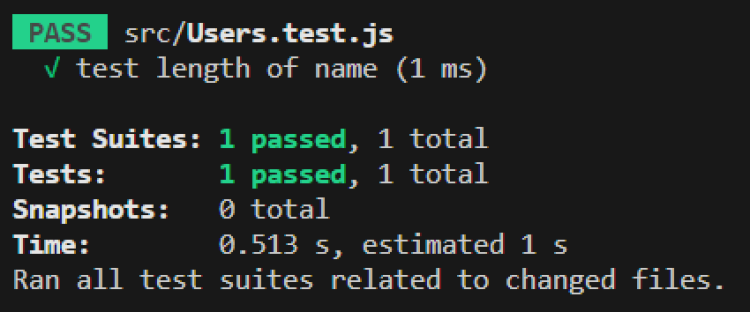 PASS src/Users.test.js
√ test length of name (1 ms)
Test Suites: 1 passed, 1 total
Tests: 1 passed, 1 total
Snapshots: 0 total
Time: 0.513 s, estimated 1 s
Ran all test suites related to changed files.